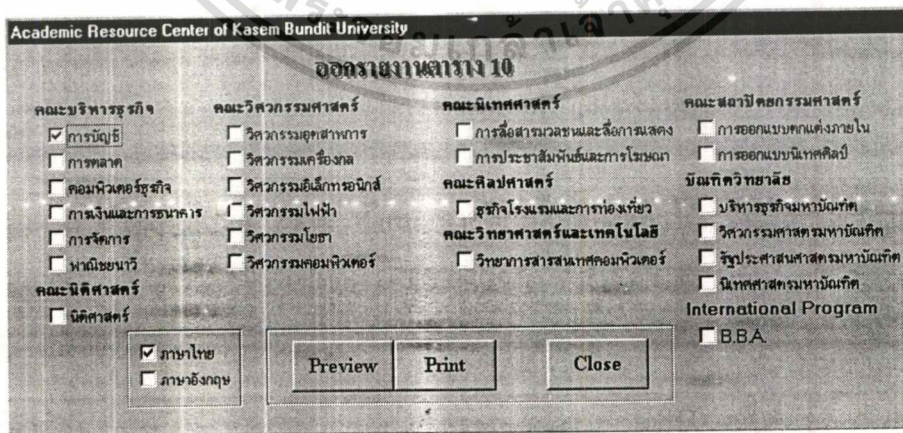 Academic Resource Center of Kasem Bundit University
ออกรายงานตาราง 10
คณะบริหารธุรกิจ
การบัญชี
การตลาด
คอมพิวเตอร์ธุรกิจ
การเงินและการธนาคาร
การจัดการ
พาณิชยนาวี
คณะนิติศาสตร์
นิติศาสตร์
คณะวิศวกรรมศาสตร์
วิศวกรรมอุตสาหการ
วิศวกรรมเครื่องกล
วิศวกรรมอิเล็กทรอนิกส์
วิศวกรรมไฟฟ้า
วิศวกรรมโยธา
วิศวกรรมคอมพิวเตอร์
คณะนิเทศศาสตร์
การสื่อสารมวลชนและสื่อการแสดง
การประชาสัมพันธ์และการโฆษณา
คณะศิลปศาสตร์
ธุรกิจโรงแรมและการท่องเที่ยว
คณะวิทยาศาสตร์และเทคโนโลยี
วิทยาการสารสนเทศคอมพิวเตอร์
คณะสถาปัตยกรรมศาสตร์
การออกแบบตกแต่งภายใน
การออกแบบนิเทศศิลป์
บัณฑิตวิทยาลัย
บริหารธุรกิจมหาบัณฑิต
วิศวกรรมศาสตรมหาบัณฑิต
รัฐประศาสนศาสตรมหาบัณฑิต
นิเทศศาสตรมหาบัณฑิต
International Program
B.B.A.
ภาษาไทย
ภาษาอังกฤษ
Preview
Print
Close